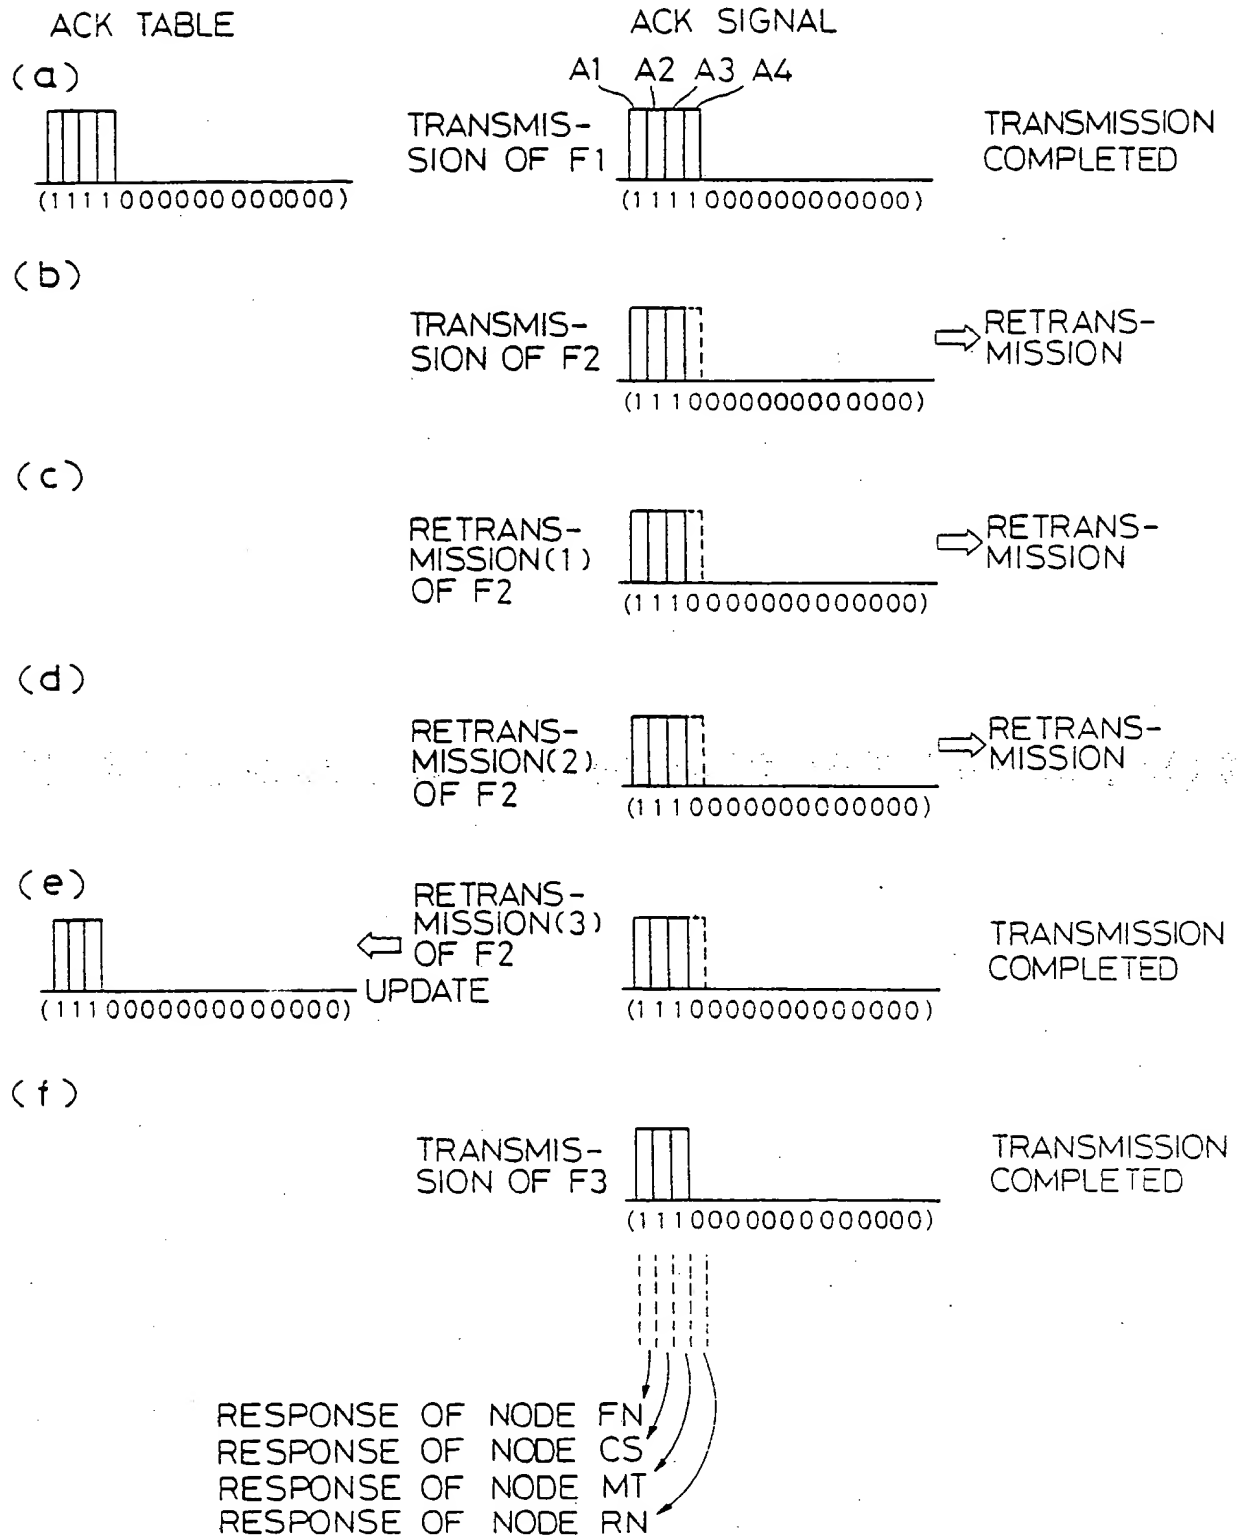 ACK TABLE
ACK SIGNAL
(a)
A1 A2 A3 A4
TRANSMIS-
SION OF F1
TRANSMISSION
COMPLETED
(1111000000000000)
(1111000000000000)
(b)
TRANSMIS-
SION OF F2
RETRANS-
MISSION
(1110000000000000)
(c)
RETRANS-
MISSION(1)
OF F2
RETRANS-
MISSION
(1110000000000000)
(d)
RETRANS-
MISSION(2)
OF F2
RETRANS-
MISSION
(1110000000000000)
(e)
RETRANS-
MISSION(3)
OF F2
UPDATE
TRANSMISSION
COMPLETED
(1110000000000000)
(1110000000000000)
(f)
TRANSMIS-
SION OF F3
TRANSMISSION
COMPLETED
(1110000000000000)
RESPONSE OF NODE FN
RESPONSE OF NODE CS
RESPONSE OF NODE MT
RESPONSE OF NODE RN